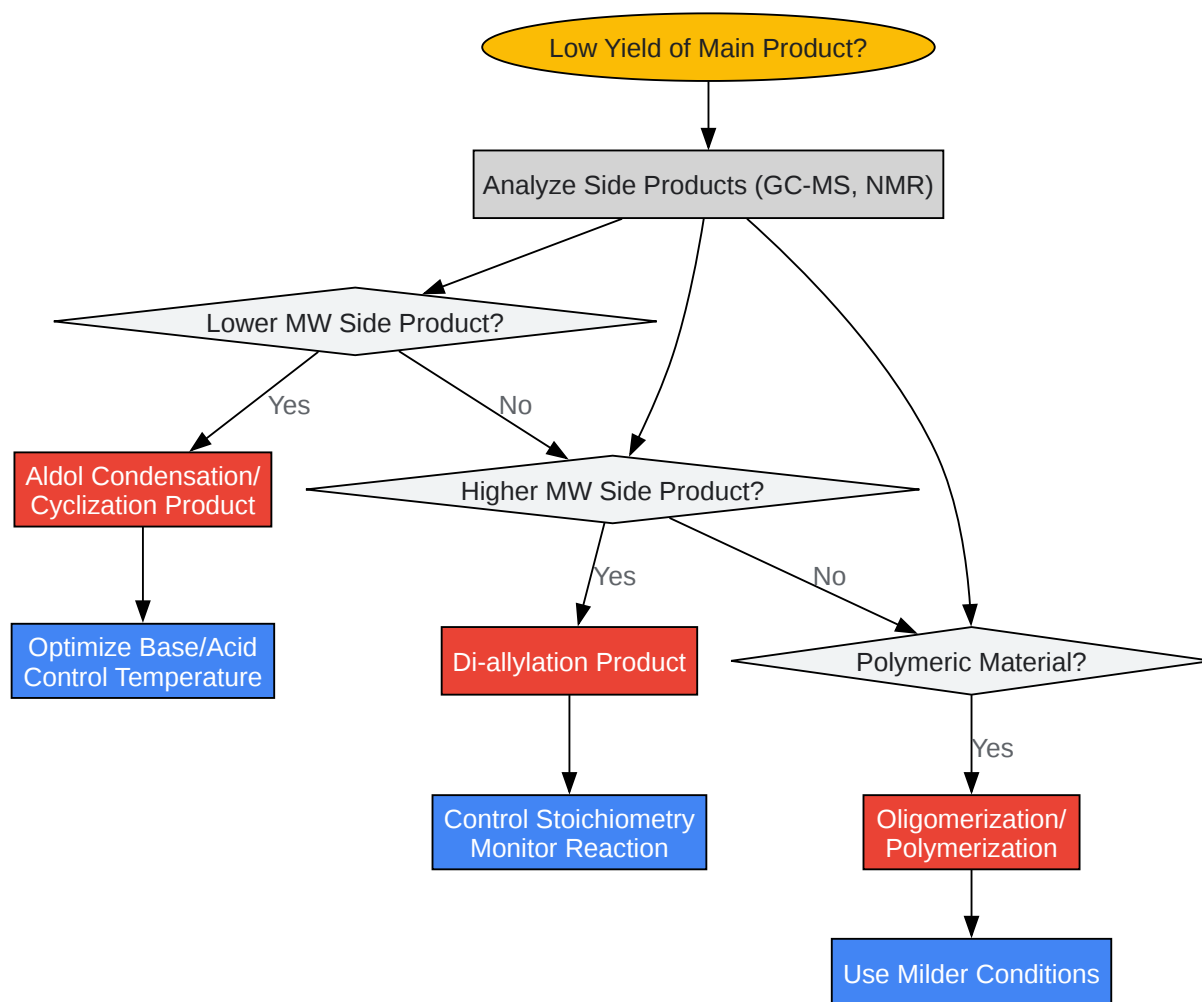 Low Yield of Main Product?
Analyze Side Products (GC-MS, NMR)
Lower MW Side Product?
Yes
No
Aldol Condensation/
Cyclization Product
Higher MW Side Product?
Yes
No
Optimize Base/Acid
Control Temperature
Di-allylation Product
Polymeric Material?
Yes
Control Stoichiometry
Monitor Reaction
Oligomerization/
Polymerization
Use Milder Conditions